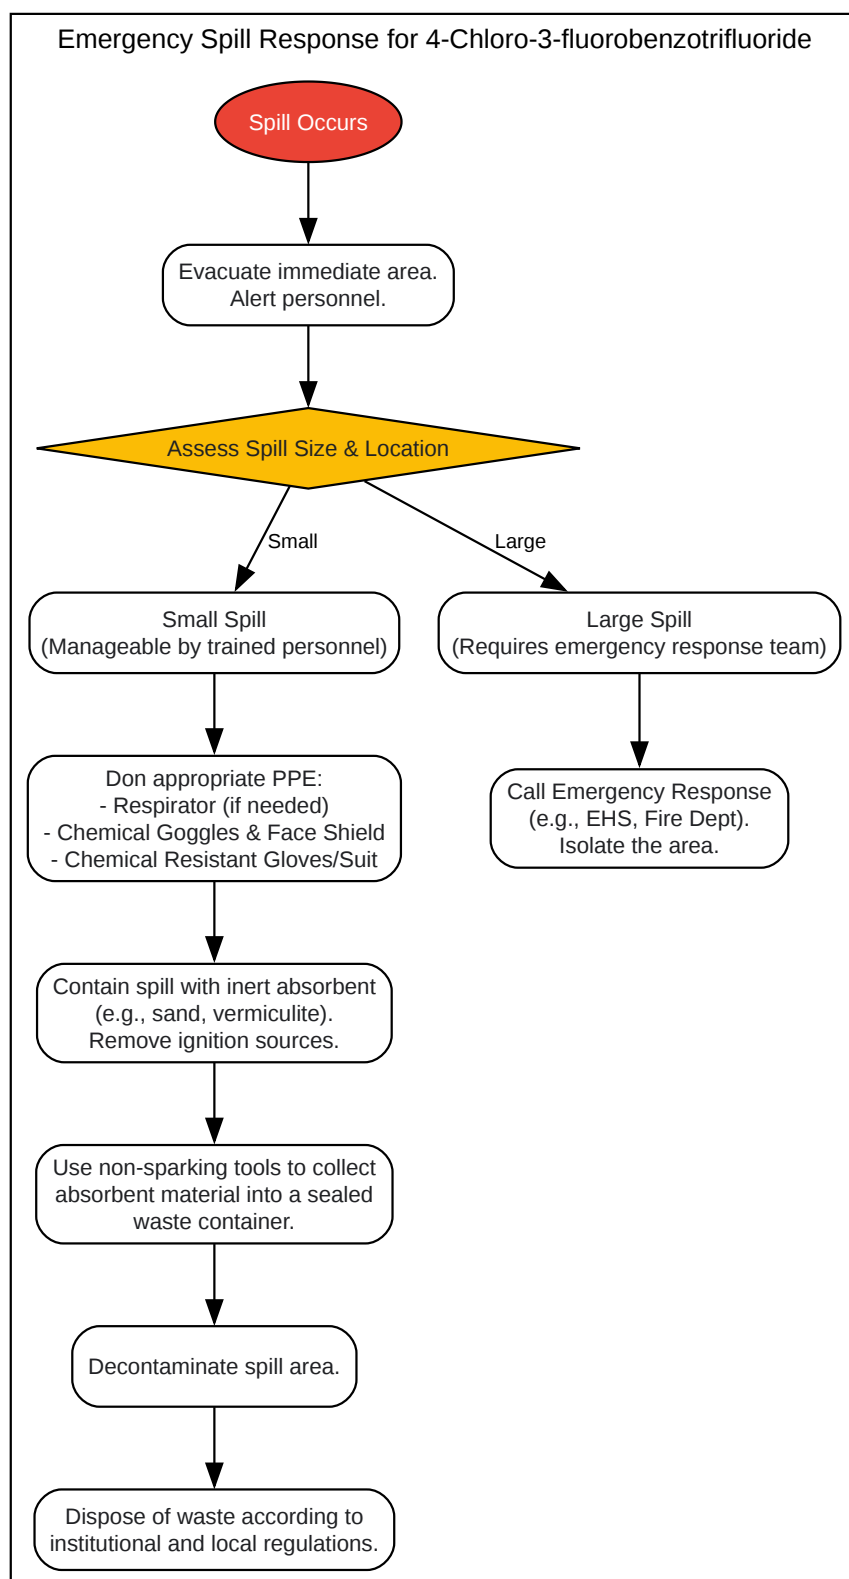 Emergency Spill Response for 4-Chloro-3-fluorobenzotrifluoride
Spill Occurs
Evacuate immediate area.
Alert personnel.
Assess Spill Size & Location
Small
Large
Small Spill
(Manageable by trained personnel)
Large Spill
(Requires emergency response team)
Don appropriate PPE:
- Respirator (if needed)
- Chemical Goggles & Face Shield
- Chemical Resistant Gloves/Suit
Call Emergency Response
(e.g., EHS, Fire Dept).
Isolate the area.
Contain spill with inert absorbent
(e.g., sand, vermiculite).
Remove ignition sources.
Use non-sparking tools to collect
absorbent material into a sealed
waste container.
Decontaminate spill area.
Dispose of waste according to
institutional and local regulations.